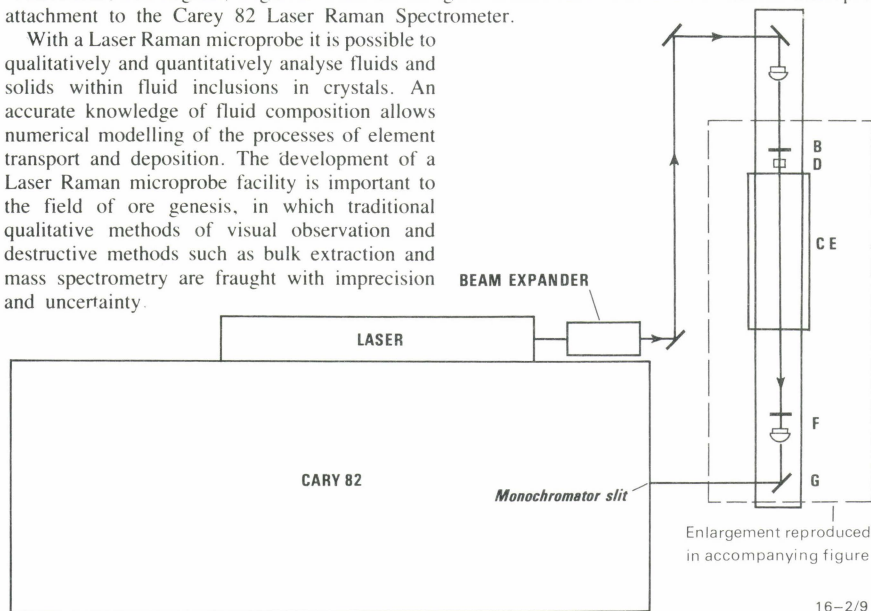 attachment to the Carey 82 Laser Raman Spectrometer.
With a Laser Raman microprobe it is possible to
qualitatively and quantitatively analyse fluids and
solids within fluid inclusions in crystals. An
accurate knowledge of fluid composition allows
numerical modelling of the processes of element
transport and deposition. The development of a
Laser Raman microprobe facility is important to
the field of ore genesis, in which traditional
qualitative methods of visual observation and
destructive methods such as bulk extraction and
mass spectrometry are fraught with imprecision
and uncertainty.
BEAM EXPANDER
LASER
CARY 82
Monochromator slit
B
D
C E
F
G
Enlargement reproduced
in accompanying figure
16–2/9